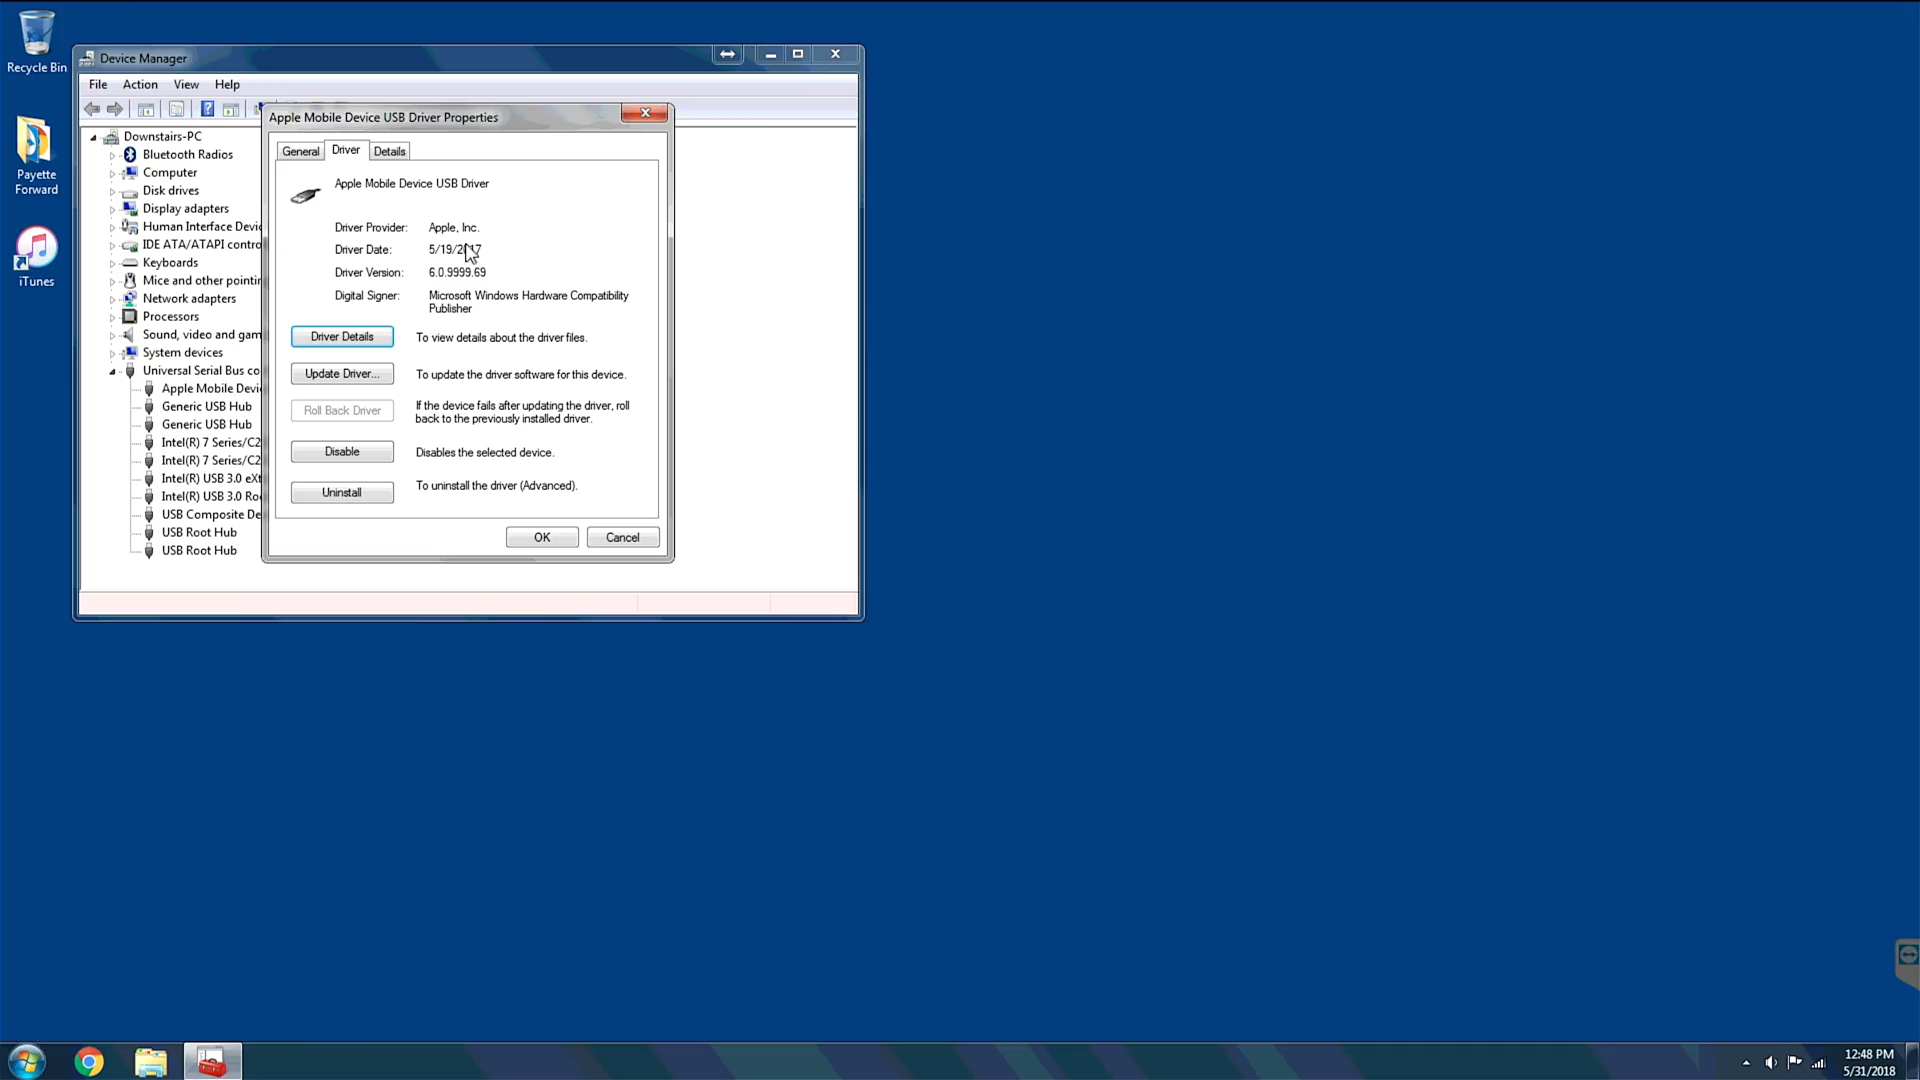 Recycle Bin
Payette
Forward
iTunes
Device Manager
File Action View Help
Downstairs-PC
Bluetooth Radios
Computer
Disk drives
Display adapters
Human Interface Devi
IDE ATA/ATAPI contro
Keyboards
Mice and other pointin
Network adapters
Processors
Sound, video and gam
System devices
Universal Serial Bus co
Apple Mobile Devi
Generic USB Hub
Generic USB Hub
Intel(R) 7 Series/C2
Intel(R) 7 Series/C2
Intel(R) USB 3.0 eXt
Intel(R) USB 3.0 Roo
USB Composite De
USB Root Hub
USB Root Hub
Apple Mobile Device USB Driver Properties
General Driver Details
Apple Mobile Device USB Driver
Driver Provider: Apple, Inc.
Driver Date: 5/19/2017
Driver Version: 6.0.9999.69
Digital Signer: Microsoft Windows Hardware Compatibility
Publisher
Driver Details To view details about the driver files.
Update Driver... To update the driver software for this device.
Roll Back Driver If the device fails after updating the driver, roll
back to the previously installed driver.
Disable Disables the selected device.
Uninstall To uninstall the driver (Advanced).
OK Cancel
12:48 PM
5/31/2018